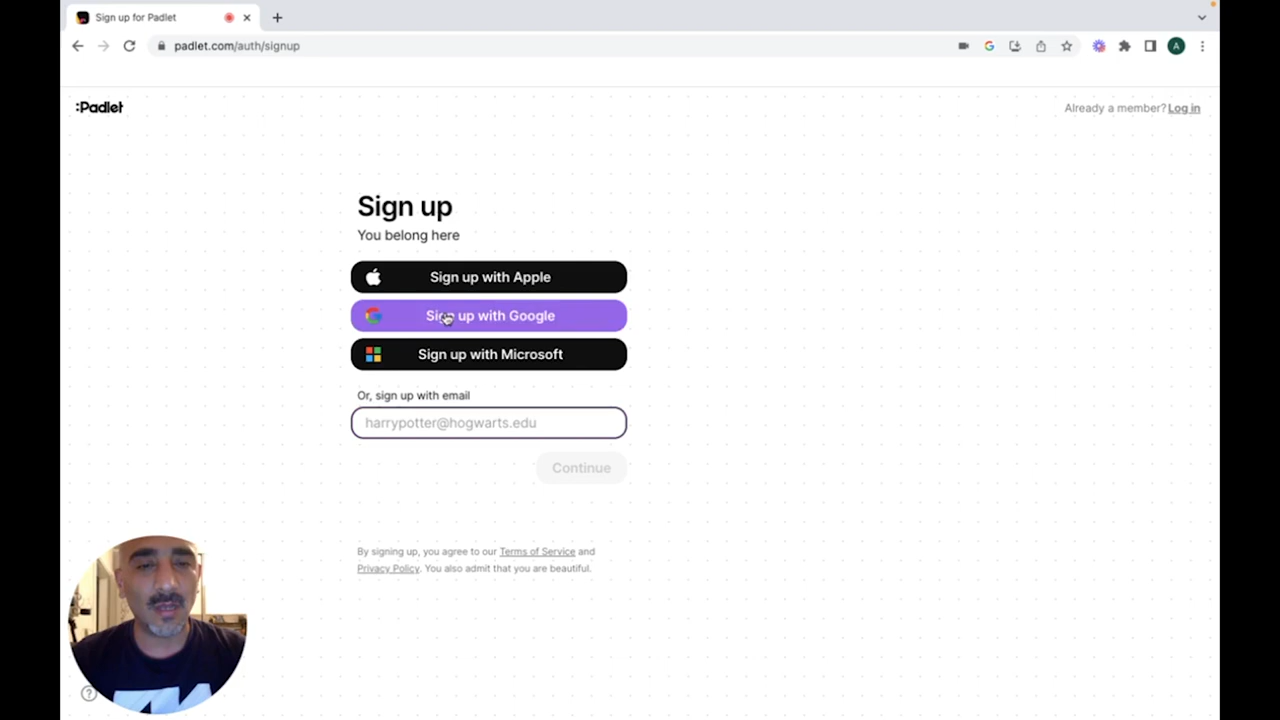 Sign up for Padlet
padlet.com/auth/signup
A
:Padlet
Already a member? Log in
Sign up
You belong here
Sign up with Apple
Sign up with Google
Sign up with Microsoft
Or, sign up with email
harrypotter@hogwarts.edu
Continue
By signing up, you agree to our Terms of Service and
Privacy Policy. You also admit that you are beautiful.
?